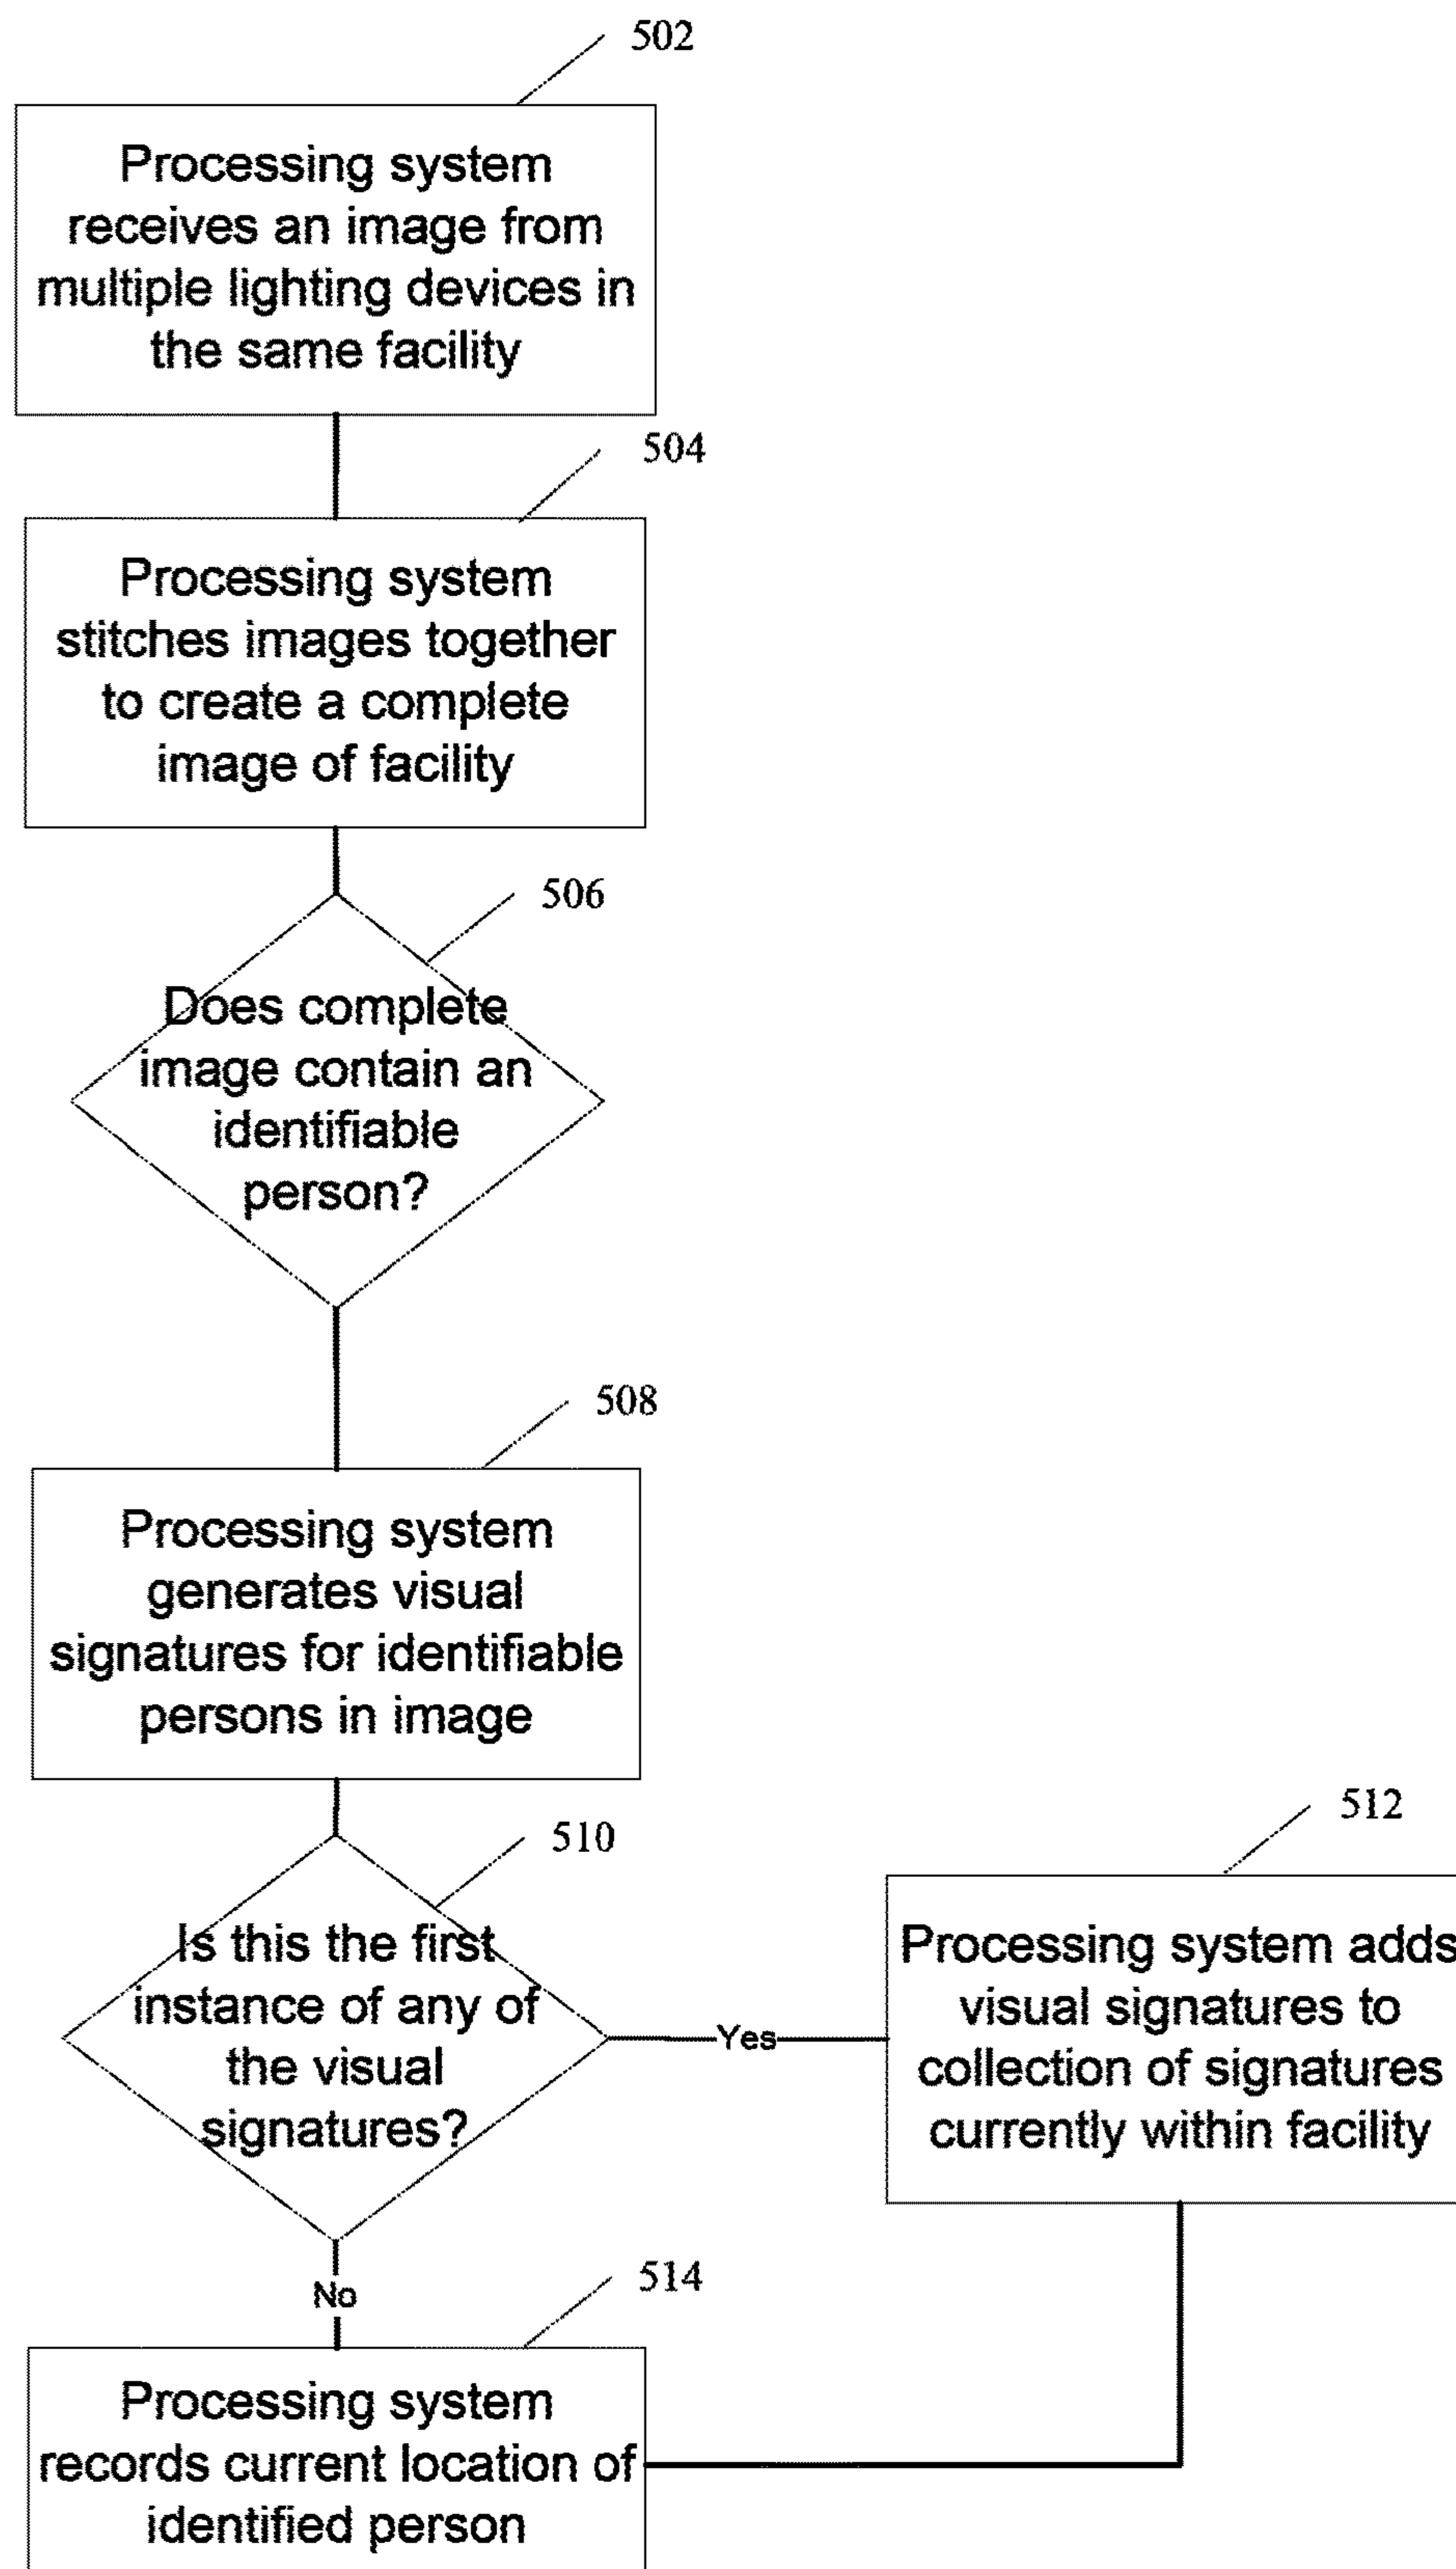 502
Processing system
receives an image from
multiple lighting devices in
the same facility
504
Processing system
stitches images together
to create a complete
image of facility
506
Does complete
image contain an
identifiable
person?
508
Processing system
generates visual
signatures for identifiable
persons in image
510
Is this the first
instance of any of
the visual
signatures?
Yes
512
Processing system adds
visual signatures to
collection of signatures
currently within facility
No
514
Processing system
records current location of
identified person